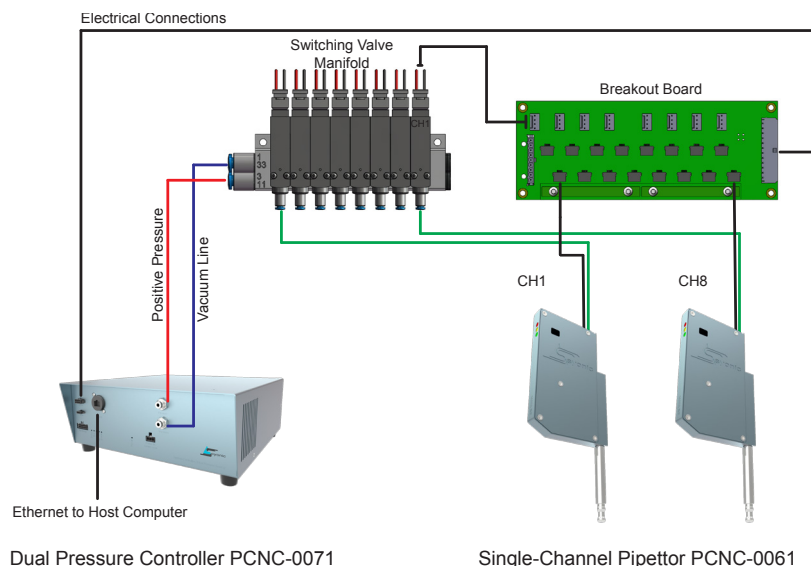 Electrical Connections
Switching Valve
Manifold
Breakout Board
CH1
1
33
3
11
Positive Pressure
Vacuum Line
CH1
CH8
Ethernet to Host Computer
Dual Pressure Controller PCNC-0071
Single-Channel Pipettor PCNC-0061